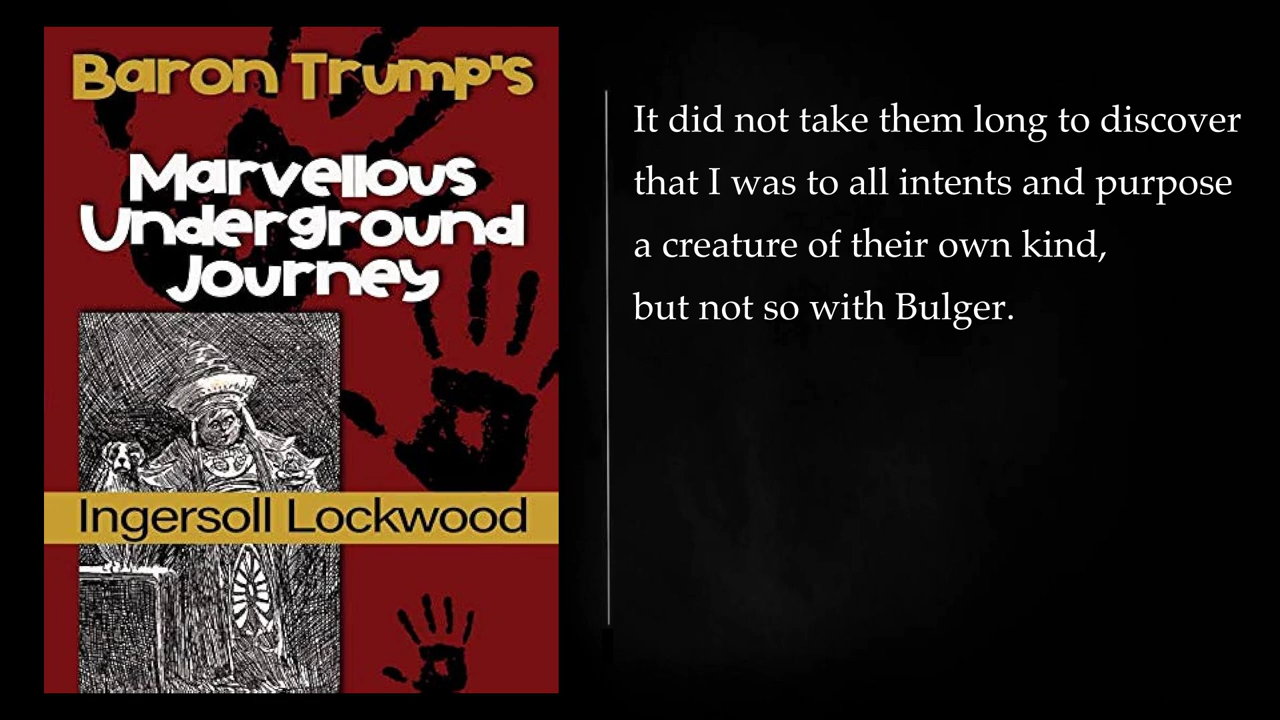 Baron Trump's
Marvellous
Underground
Journey
Ingersoll Lockwood
It did not take them long to discover
that I was to all intents and purpose
a creature of their own kind,
but not so with Bulger.